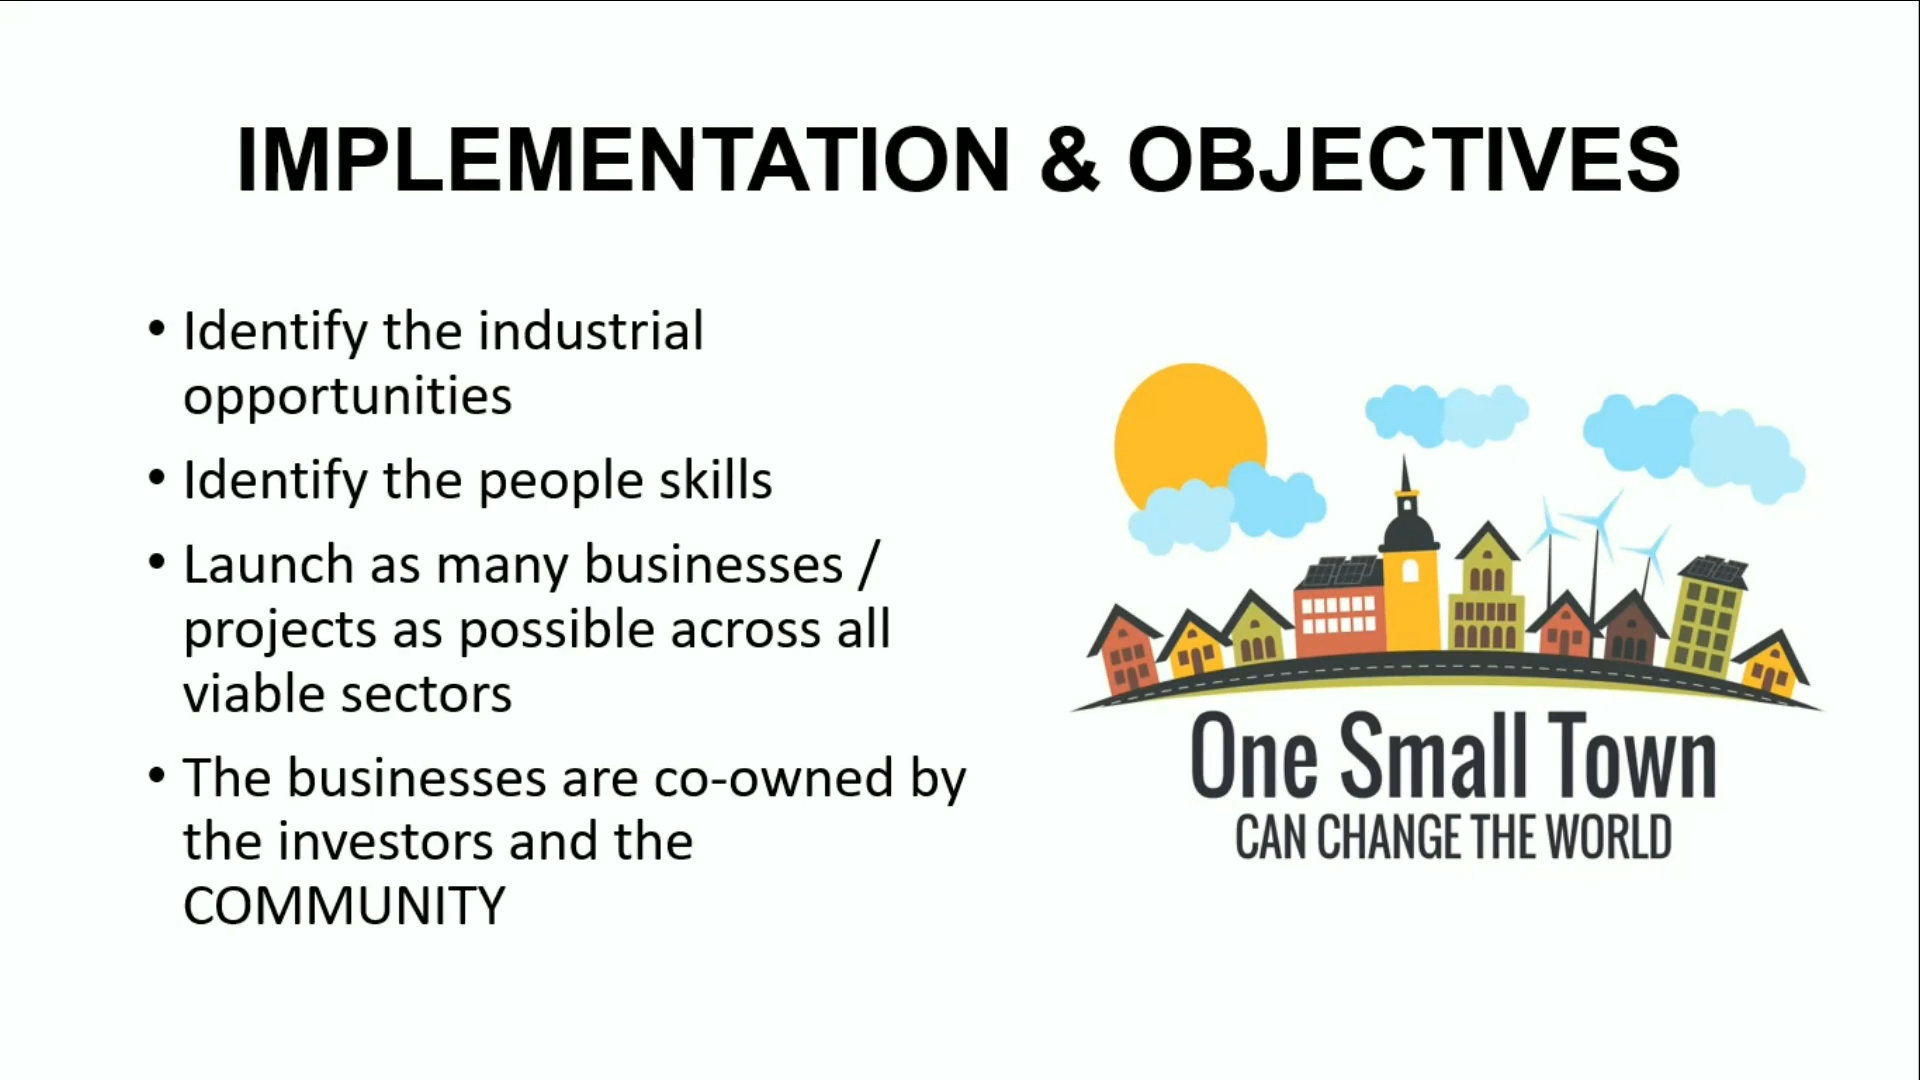 IMPLEMENTATION & OBJECTIVES
• Identify the industrial
opportunities
• Identify the people skills
• Launch as many businesses /
projects as possible across all
viable sectors
• The businesses are co-owned by
the investors and the
COMMUNITY
One Small Town
CAN CHANGE THE WORLD